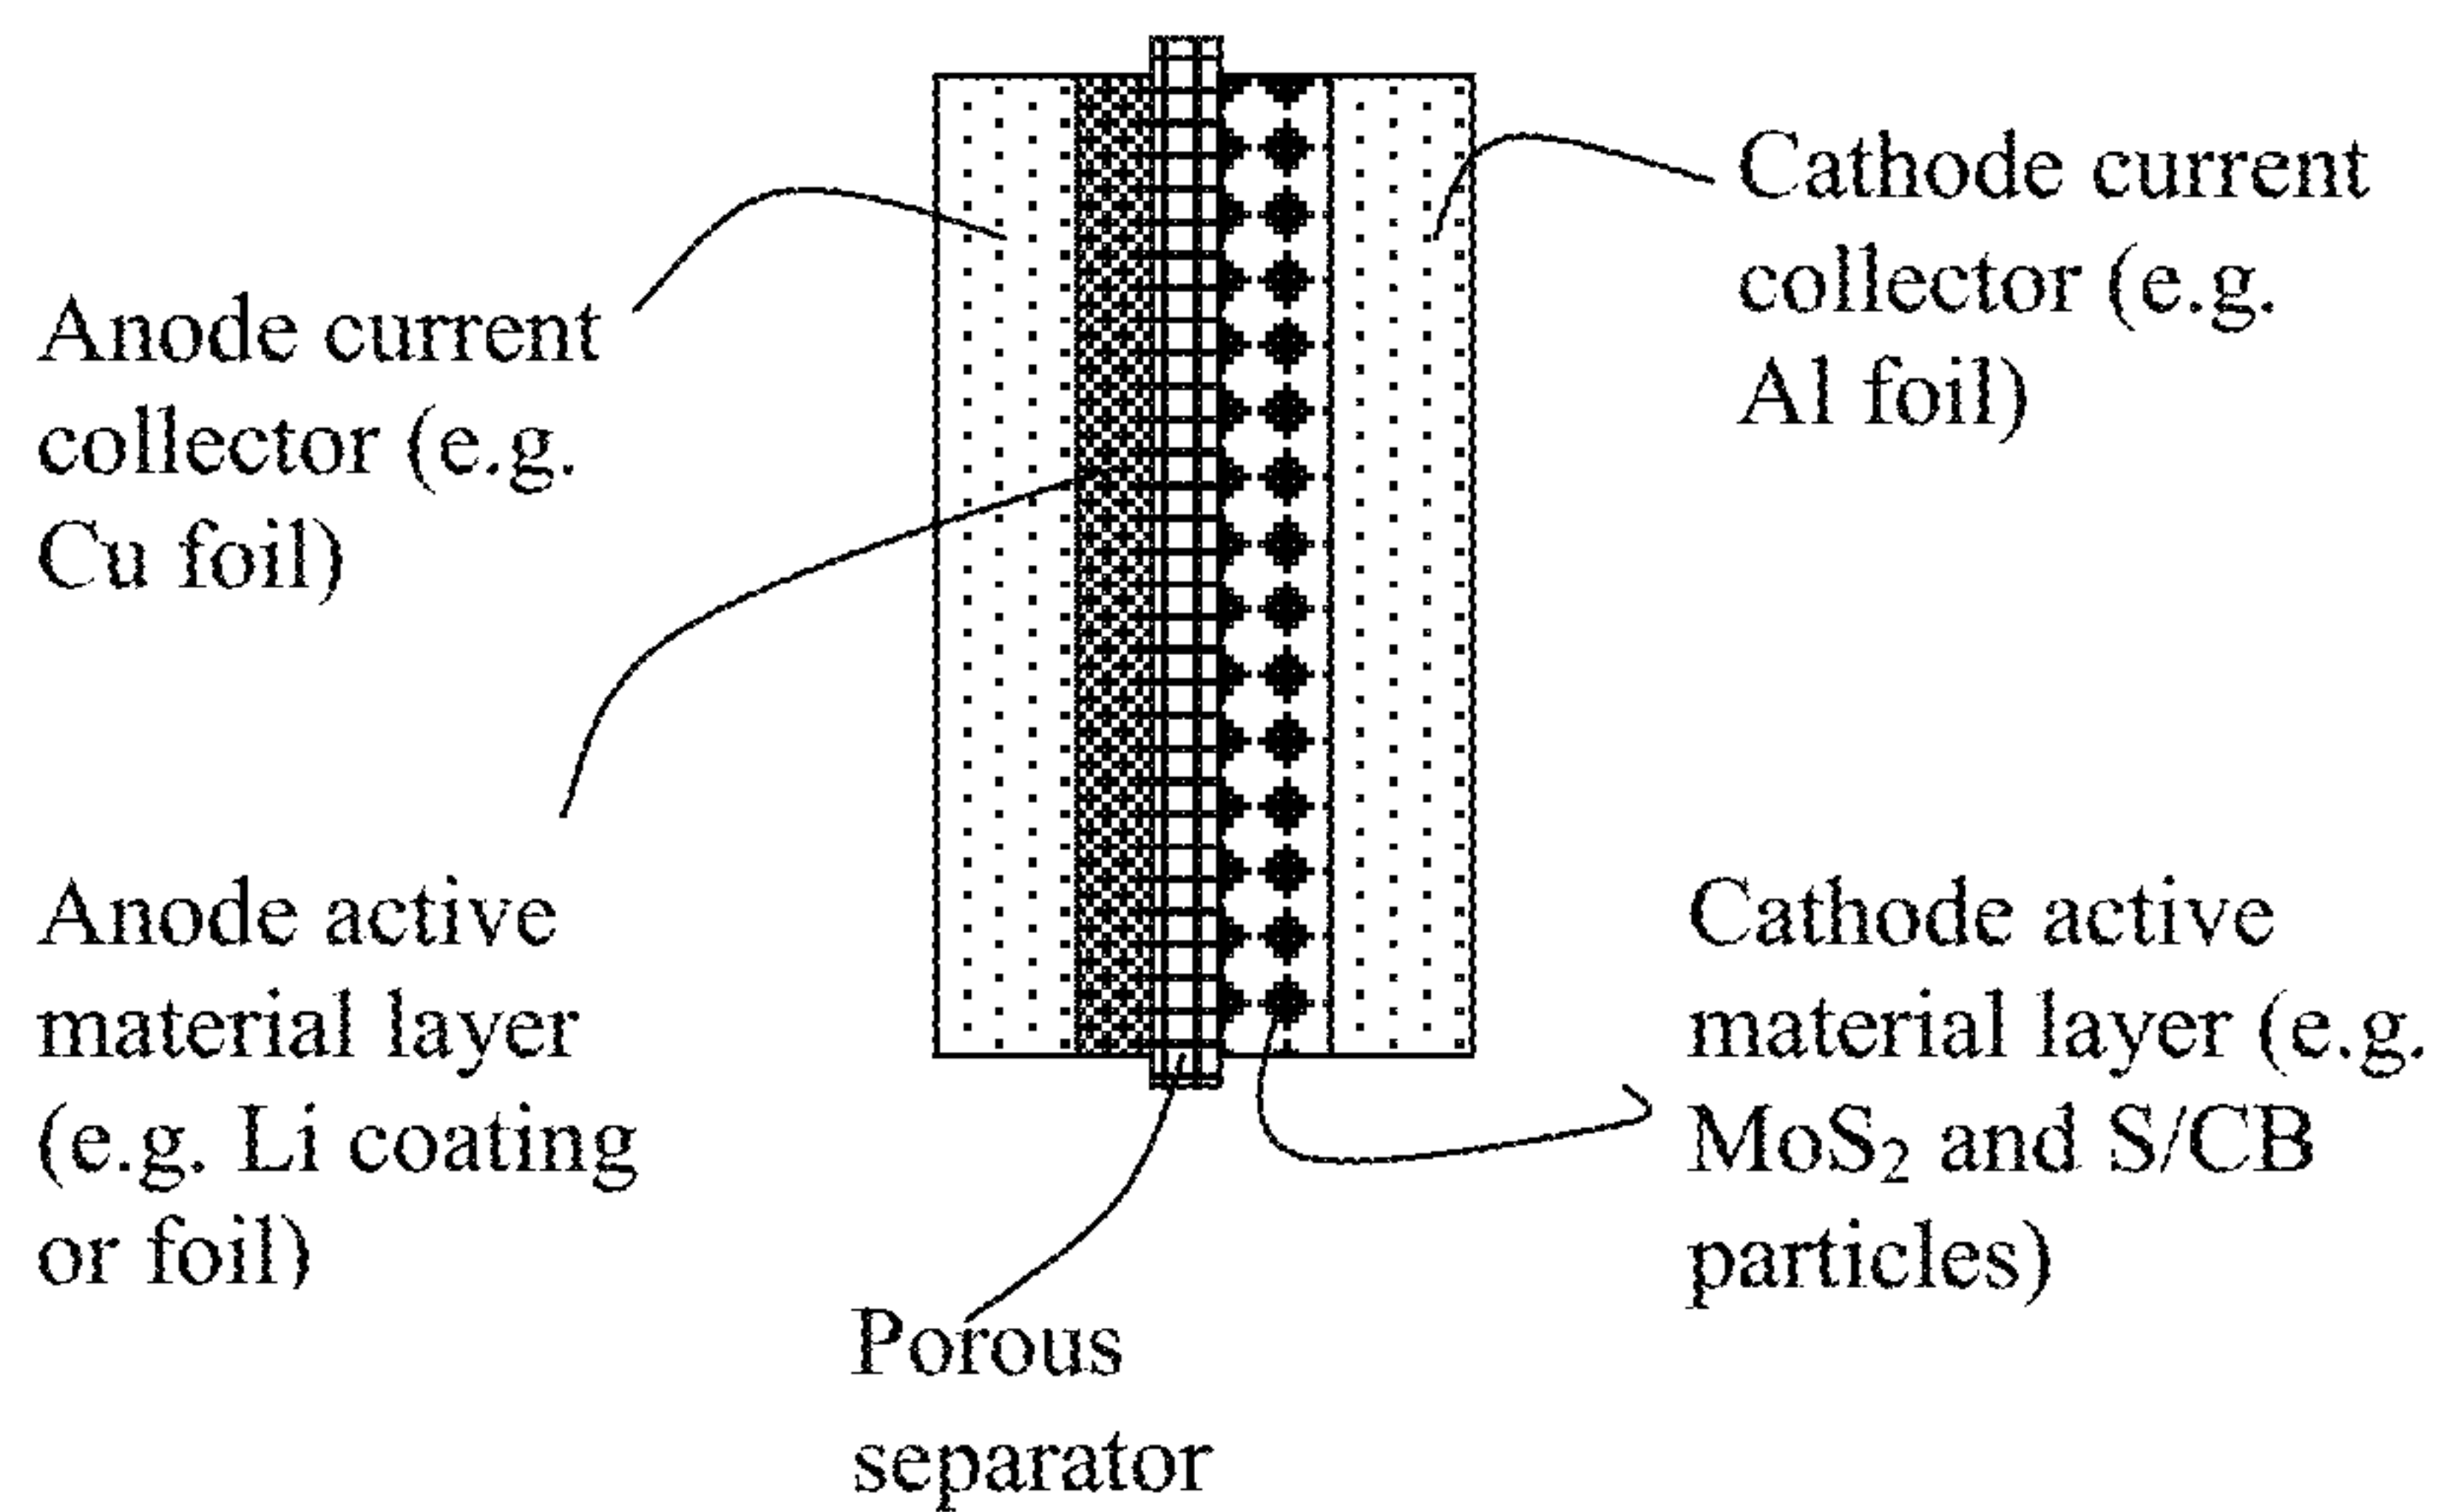 Anode current
collector (e.g.
Cu foil)
Anode active
material layer
(e.g. Li coating
or foil)
Porous
separator
Cathode current
collector (e.g.
Al foil)
Cathode active
material layer (e.g.
MoS₂ and S/CB
particles)